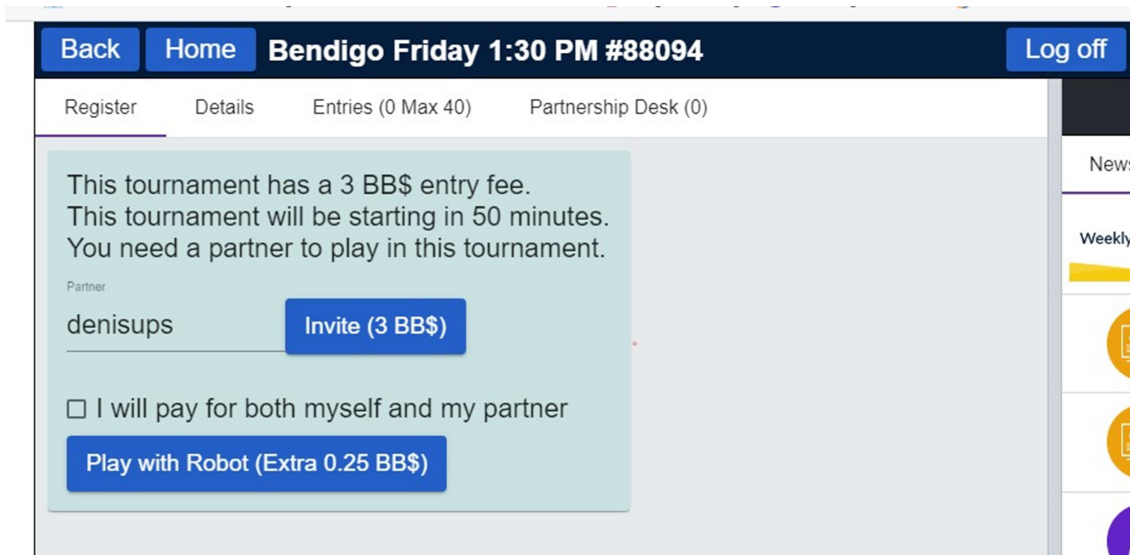 Back Home Bendigo Friday 1:30 PM #88094 Log off
Register Details Entries (0 Max 40) Partnership Desk (0)
This tournament has a 3 BB$ entry fee.
This tournament will be starting in 50 minutes.
You need a partner to play in this tournament.
Partner
denisups Invite (3 BB$)
I will pay for both myself and my partner
Play with Robot (Extra 0.25 BB$)
Weekly